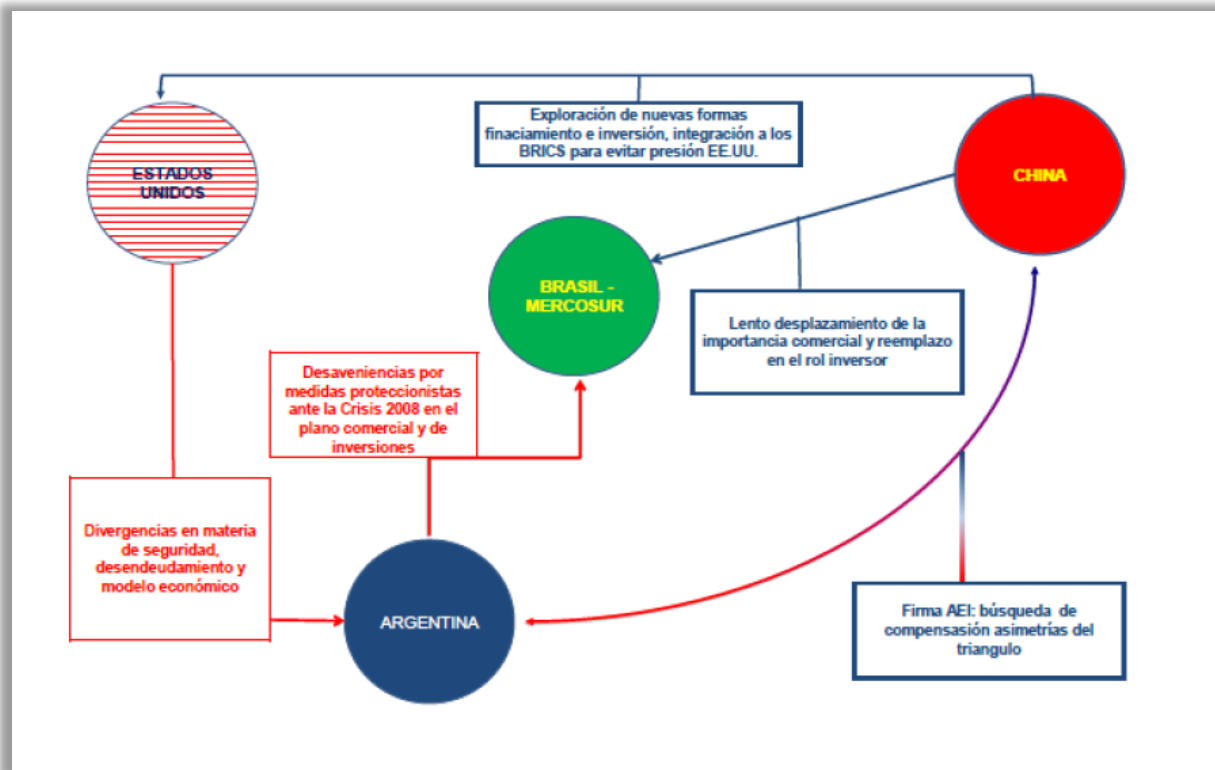 Exploración de nuevas formas
finaciamiento e inversión, integración a los
BRICS para evitar presión EE.UU.
ESTADOS
UNIDOS
CHINA
BRASIL -
MERCOSUR
Lento desplazamiento de la
importancia comercial y reemplazo
en el rol inversor
Desaveniencias por
medidas proteccionistas
ante la Crisis 2008 en el
plano comercial y de
inversiones
Divergencias en materia
de seguridad,
desendeudamiento y
modelo económico
ARGENTINA
Firma AEI: búsqueda de
compensación asimetrías del
triangulo